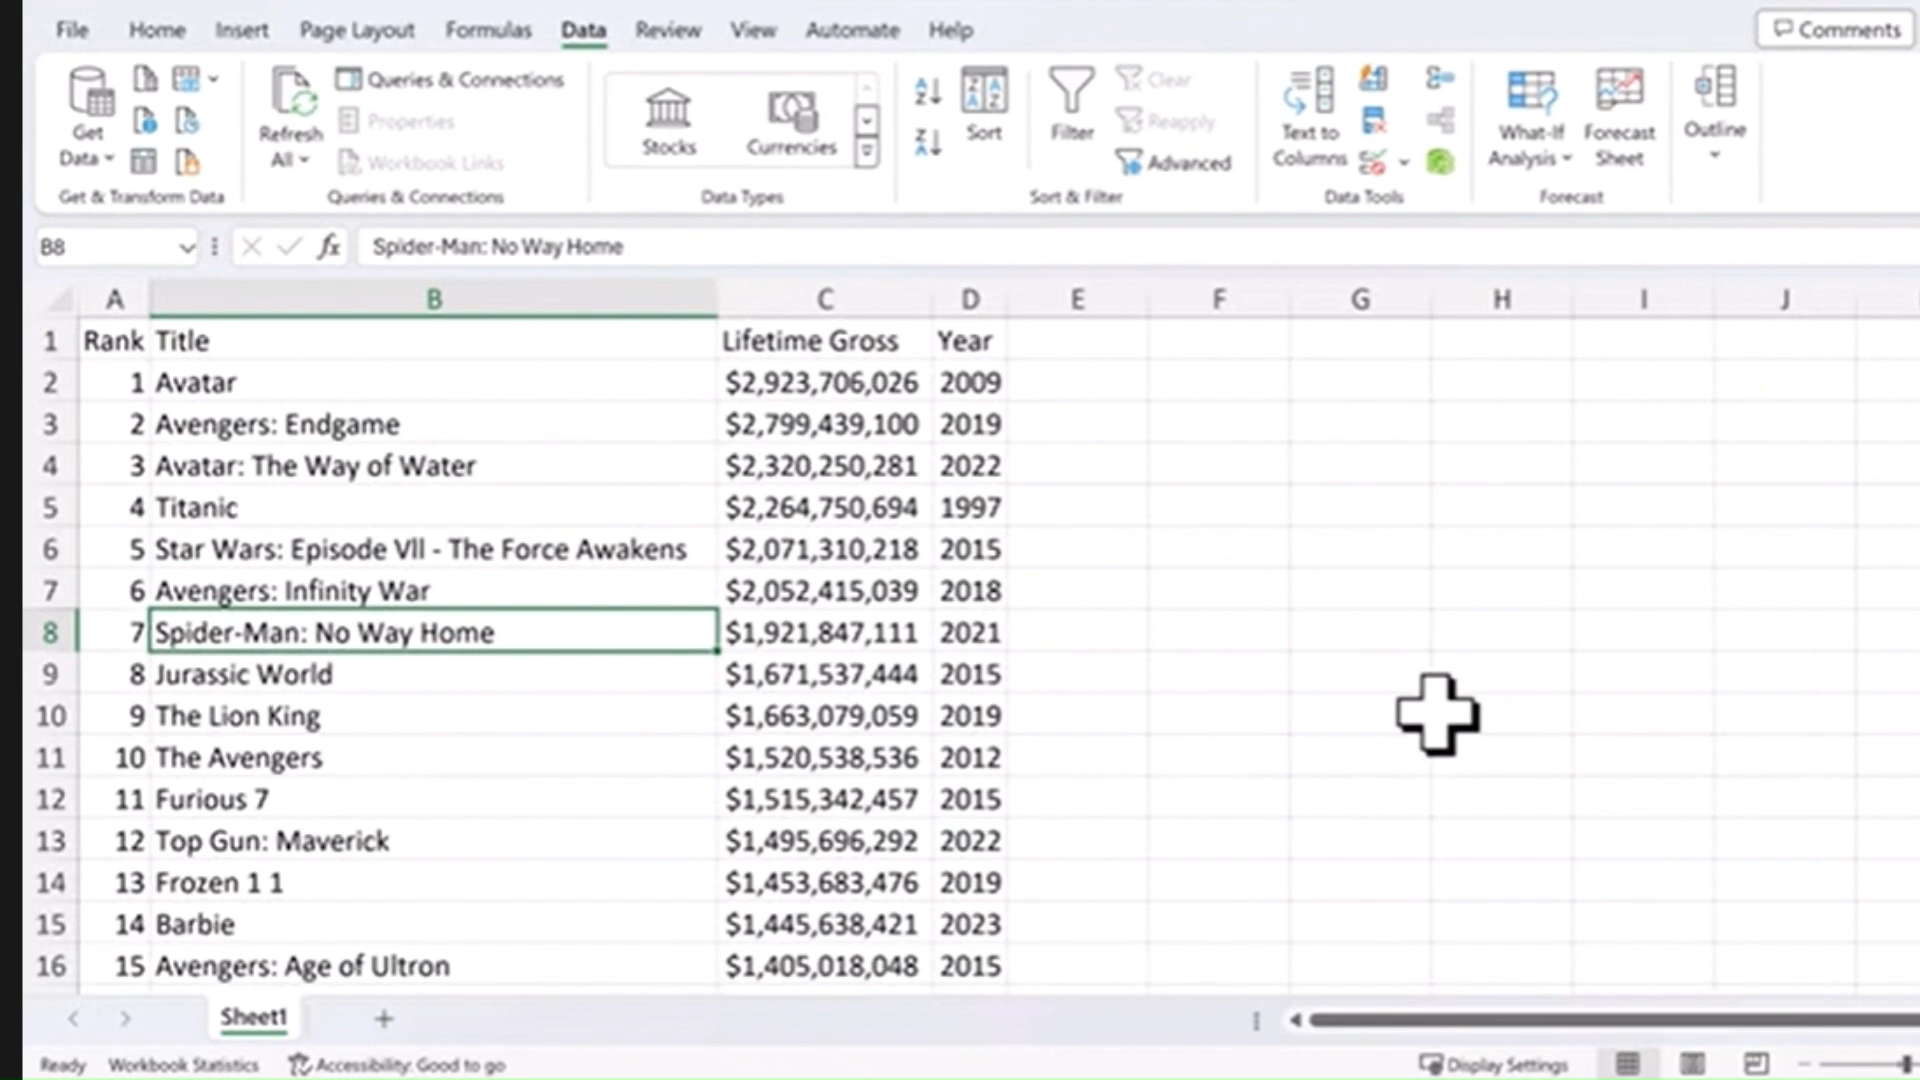 File Home Insert Page Layout Formulas Data Review View Automate Help Comments
Get Data Refresh All Queries & Connections Properties Workbook Links Stocks Currencies Sort Filter Clear Reapply Advanced Text to Columns What-If Analysis Forecast Sheet Outline
Get & Transform Data Queries & Connections Data Types Sort & Filter Data Tools Forecast
B8 fx Spider-Man: No Way Home
A B C D E F G H I J
1 Rank Title Lifetime Gross Year
2 1 Avatar $2,923,706,026 2009
3 2 Avengers: Endgame $2,799,439,100 2019
4 3 Avatar: The Way of Water $2,320,250,281 2022
5 4 Titanic $2,264,750,694 1997
6 5 Star Wars: Episode Vll - The Force Awakens $2,071,310,218 2015
7 6 Avengers: Infinity War $2,052,415,039 2018
8 7 Spider-Man: No Way Home $1,921,847,111 2021
9 8 Jurassic World $1,671,537,444 2015
10 9 The Lion King $1,663,079,059 2019
11 10 The Avengers $1,520,538,536 2012
12 11 Furious 7 $1,515,342,457 2015
13 12 Top Gun: Maverick $1,495,696,292 2022
14 13 Frozen 1 1 $1,453,683,476 2019
15 14 Barbie $1,445,638,421 2023
16 15 Avengers: Age of Ultron $1,405,018,048 2015
Sheet1
Ready Workbook Statistics Accessibility: Good to go Display Settings